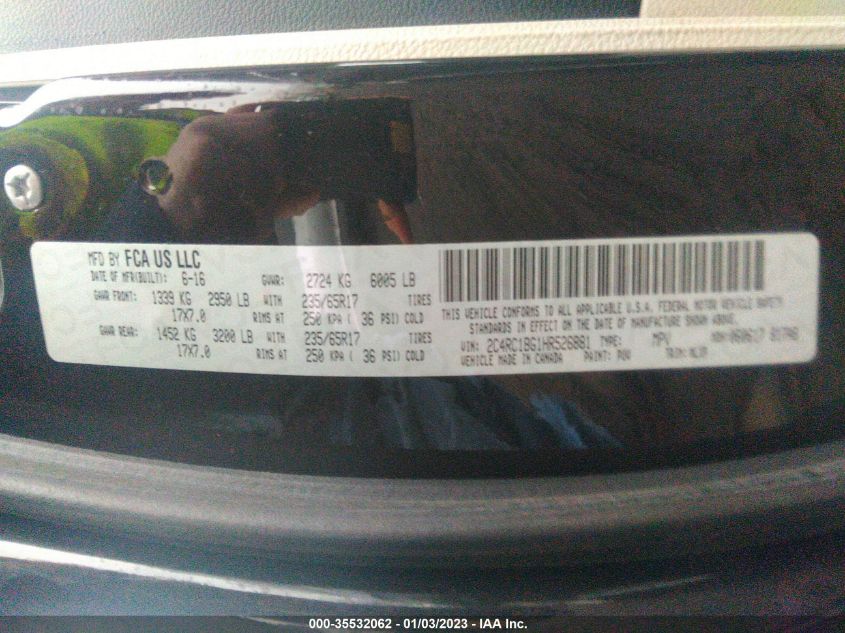 MFD BY FCA US LLC
DATE OF MFR(BUILT): 6-16 GVWR: 2724 KG 6005 LB
GAWR FRONT: 1339 KG 2950 LB WITH 235/65R17 TIRES
17X7.0 RIMS AT 250 KPA ( 36 PSI) COLD
GAWR REAR: 1452 KG 3200 LB WITH 235/65R17 TIRES
17X7.0 RIMS AT 250 KPA ( 36 PSI) COLD
THIS VEHICLE CONFORMS TO ALL APPLICABLE U.S.A. FEDERAL MOTOR VEHICLE SAFETY
STANDARDS IN EFFECT ON THE DATE OF MANUFACTURE SHOWN ABOVE.
VIN: 2C4RC1BG1HR526881 TYPE: MPV
VEHICLE MADE IN CANADA PAINT: TRIM:
000-35532062 - 01/03/2023 - IAA Inc.